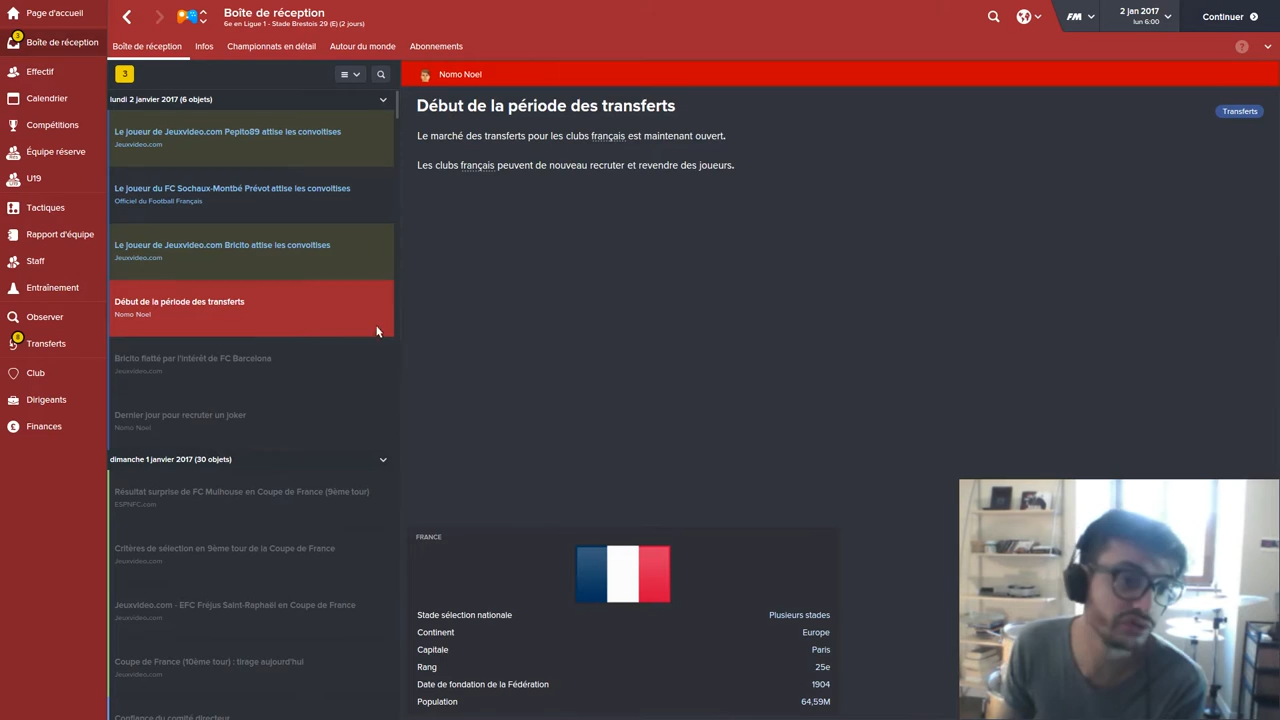 Page d'accueil
3
Boîte de réception
Effectif
Calendrier
Compétitions
Équipe réserve
U19
Tactiques
Rapport d'équipe
Staff
Entraînement
Observer
8
Transferts
Club
Dirigeants
Finances
Boîte de réception
6e en Ligue 1 - Stade Brestois 29 (E) (2 jours)
FM
2 jan 2017
lun 6:00
Continuer
Boîte de réception
Infos
Championnats en détail
Autour du monde
Abonnements
3
lundi 2 janvier 2017 (6 objets)
Le joueur de Jeuxvideo.com Pepito89 attise les convoitises
Jeuxvideo.com
Le joueur du FC Sochaux-Montbé Prévot attise les convoitises
Officiel du Football Français
Le joueur de Jeuxvideo.com Bricito attise les convoitises
Jeuxvideo.com
Début de la période des transferts
Nomo Noel
Bricito flatté par l'intérêt de FC Barcelona
Jeuxvideo.com
Dernier jour pour recruter un joker
Nomo Noel
dimanche 1 janvier 2017 (30 objets)
Résultat surprise de FC Mulhouse en Coupe de France (9ème tour)
ESPNFC.com
Critères de sélection en 9ème tour de la Coupe de France
Jeuxvideo.com
Jeuxvideo.com - EFC Fréjus Saint-Raphaël en Coupe de France
Jeuxvideo.com
Coupe de France (10ème tour) : tirage aujourd'hui
Jeuxvideo.com
Confiance du comité directeur
Nomo Noel
Début de la période des transferts
Transferts
Le marché des transferts pour les clubs français est maintenant ouvert.
Les clubs français peuvent de nouveau recruter et revendre des joueurs.
FRANCE
Stade sélection nationale Plusieurs stades
Continent Europe
Capitale Paris
Rang 25e
Date de fondation de la Fédération 1904
Population 64,59M